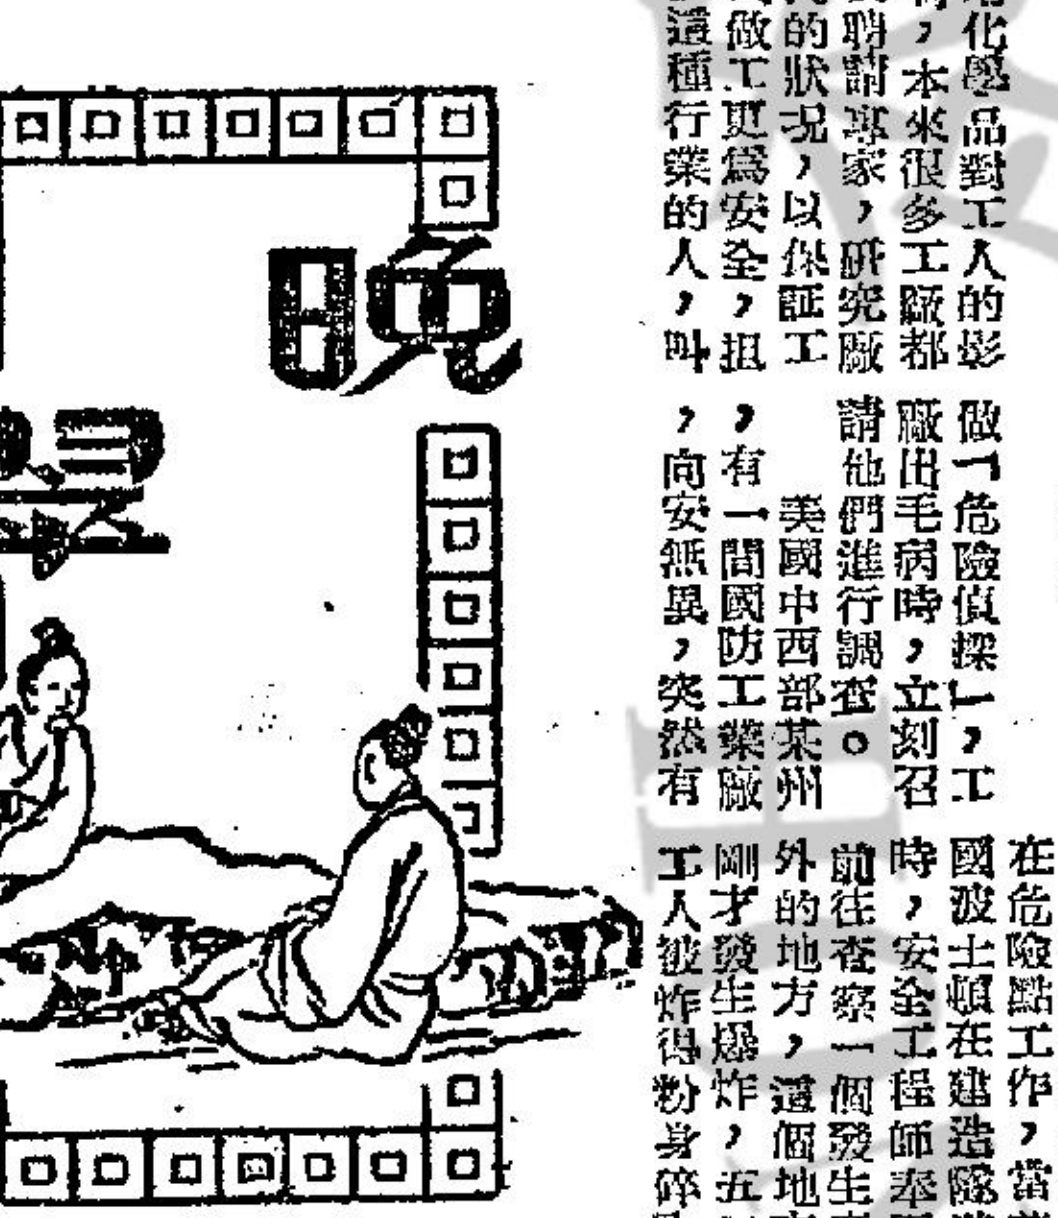 化學品對工人的影
，本來很多工廠都
聘請專家，研究廠
的狀況，以保証工
做工更為安全，担
這種行業的人，叫
做「危險偵探」，工
廠出毛病時，立刻召
請他們進行調查。
美國中西部某州
，有一間國防工業廠
，向安無異，突然有
在危險點工作，當
國波士頓在建造隧
時，安全工程師奉
前往查察一個發生
外的地方，這個地
剛才發生爆炸，五
工人被炸得粉身碎
晚